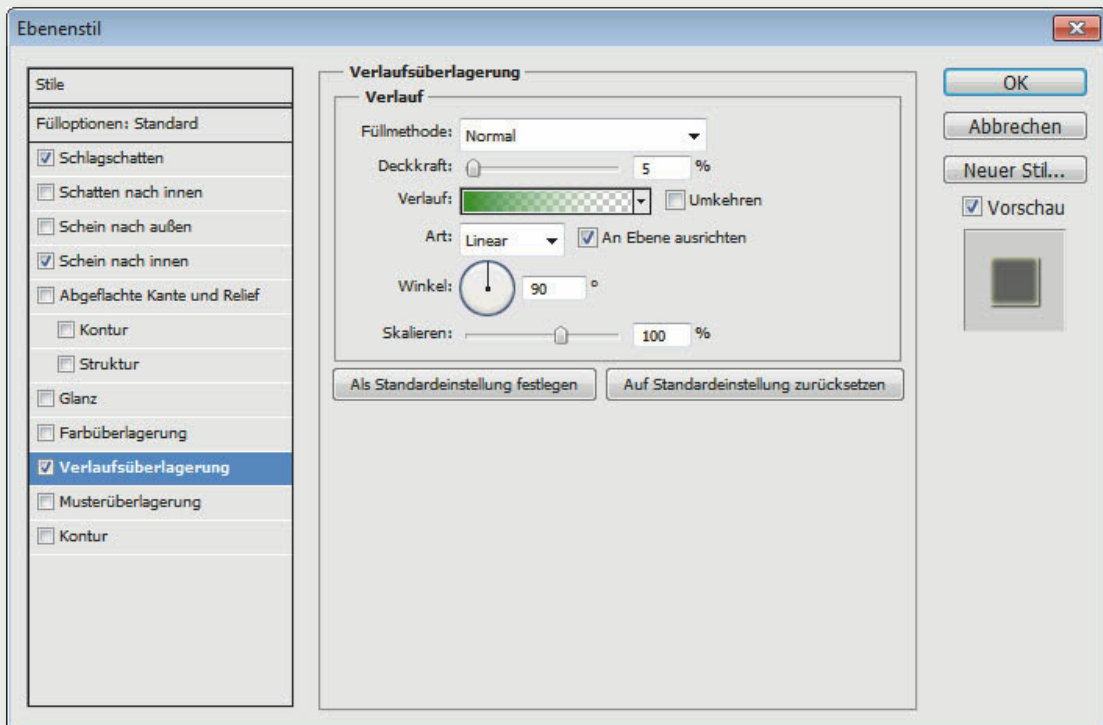 Ebenenstil
Stile
Fülloptionen: Standard
Schlagschatten
Schatten nach innen
Schein nach außen
Schein nach innen
Abgeflachte Kante und Relief
Kontur
Struktur
Glanz
Farbüberlagerung
Verlaufsüberlagerung
Musterüberlagerung
Kontur
Verlaufsüberlagerung
Verlauf
Füllmethode: Normal
Deckkraft: 5 %
Verlauf: Umkehren
Art: Linear An Ebene ausrichten
Winkel: 90 °
Skalieren: 100 %
Als Standardeinstellung festlegen Auf Standardeinstellung zurücksetzen
OK
Abbrechen
Neuer Stil...
Vorschau